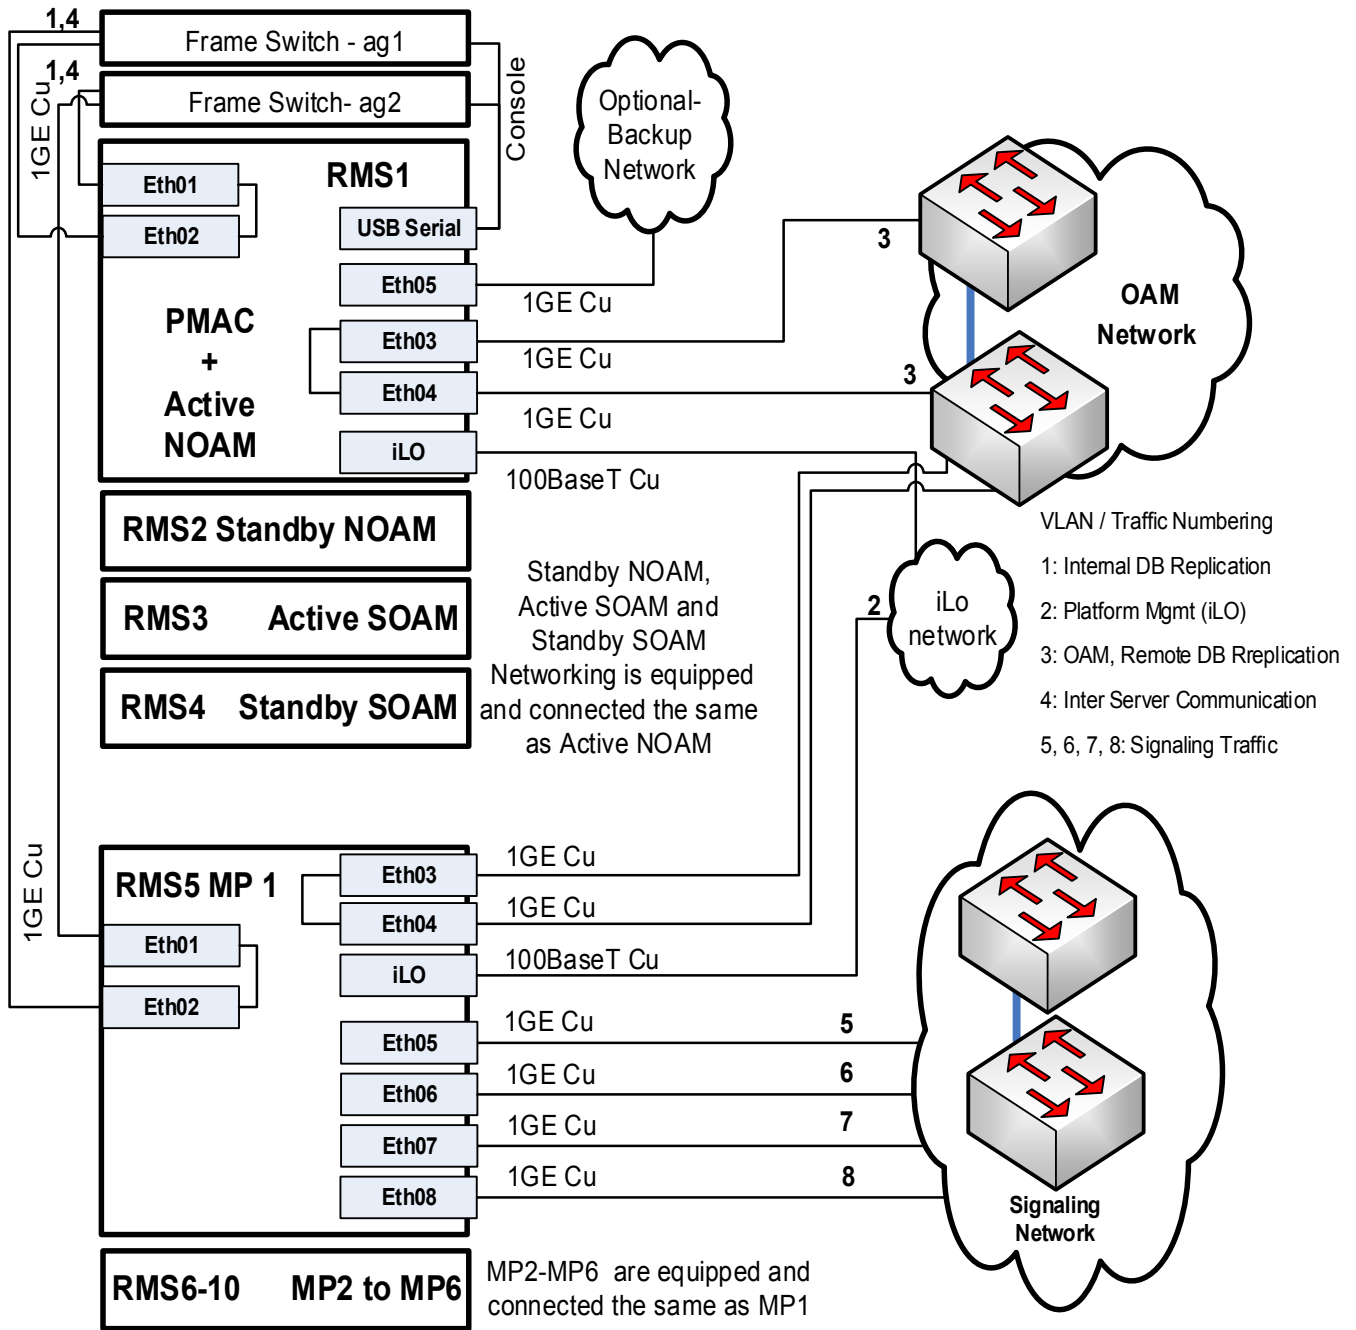 1,4
Frame Switch - ag1
1,4
Frame Switch- ag2
1GE Cu
Console
Optional-
Backup
Network
RMS1
Eth01
Eth02
USB Serial
Eth05
1GE Cu
Eth03
1GE Cu
Eth04
1GE Cu
iLO
100BaseT Cu
PMAC
+
Active
NOAM
3
3
OAM
Network
RMS2 Standby NOAM
RMS3 Active SOAM
RMS4 Standby SOAM
Standby NOAM,
Active SOAM and
Standby SOAM
Networking is equipped
and connected the same
as Active NOAM
2
iLo
network
VLAN / Traffic Numbering
1: Internal DB Replication
2: Platform Mgmt (iLO)
3: OAM, Remote DB Rreplication
4: Inter Server Communication
5, 6, 7, 8: Signaling Traffic
1GE Cu
RMS5 MP 1
Eth01
Eth02
Eth03
1GE Cu
Eth04
1GE Cu
iLO
100BaseT Cu
Eth05
1GE Cu
5
Eth06
1GE Cu
6
Eth07
1GE Cu
7
Eth08
1GE Cu
8
Signaling
Network
RMS6-10 MP2 to MP6
MP2-MP6 are equipped and
connected the same as MP1